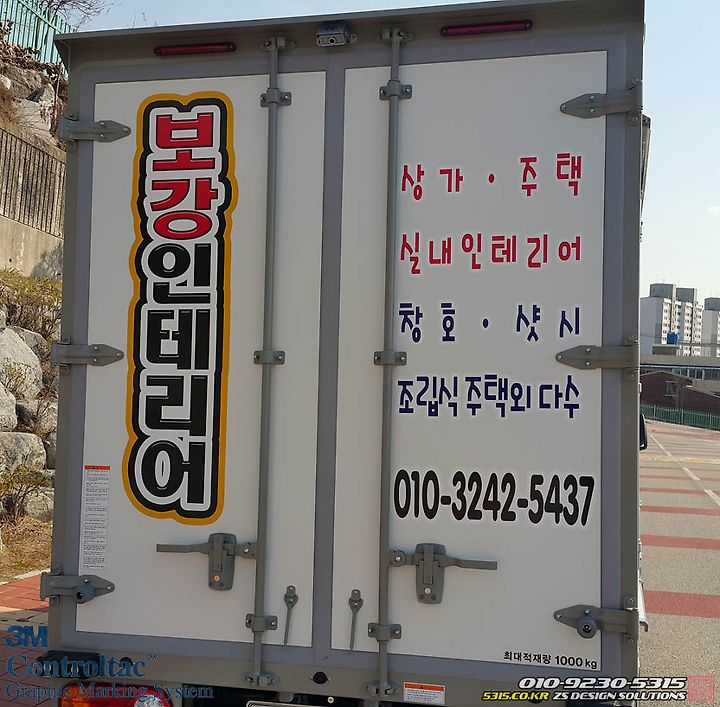 보강인테리어
상가·주택
실내인테리어
창호·샷시
조립식주택외다수
010-3242-5437
최대적재량 1000kg
3M
Controltac™
Graphic Marking System
010-9230-5315
5315.CO.KR ZS DESIGN SOLUTIONS